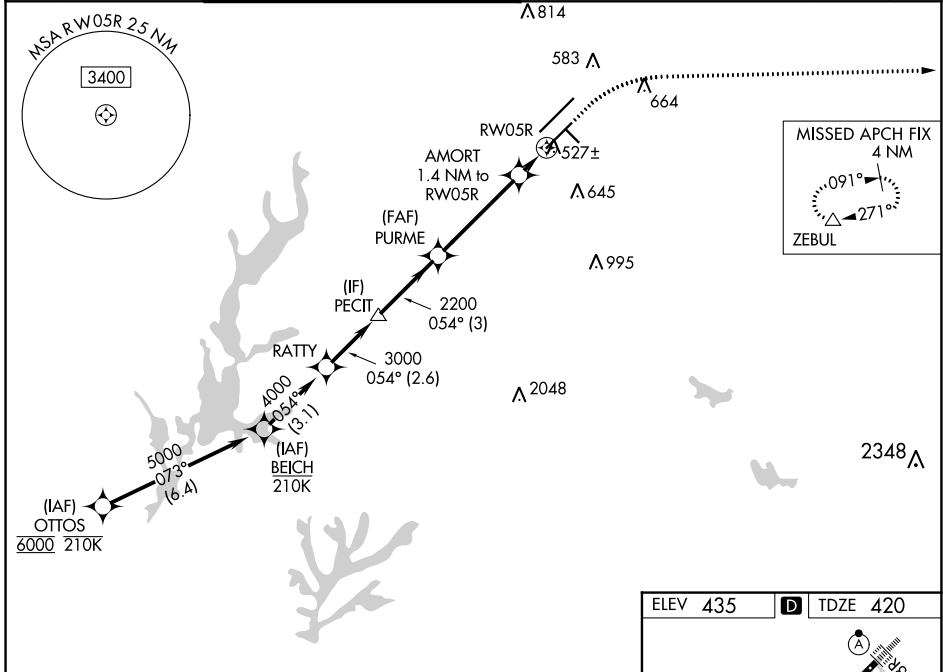 MSA RW05R 25 NM
3400
814
583
664
RW05R
527±
AMORT
1.4 NM to
RW05R
645
MISSED APCH FIX
4 NM
091°
271°
ZEBUL
(FAF)
PURME
995
(IF)
PECIT
2200
054° (3)
RATTY
3000
054° (2.6)
2048
4000
054°
(3.1)
(IAF)
BEICH
210K
5000
073°
(6.4)
2348
(IAF)
OTTOS
6000 210K
ELEV 435 D TDZE 420
A